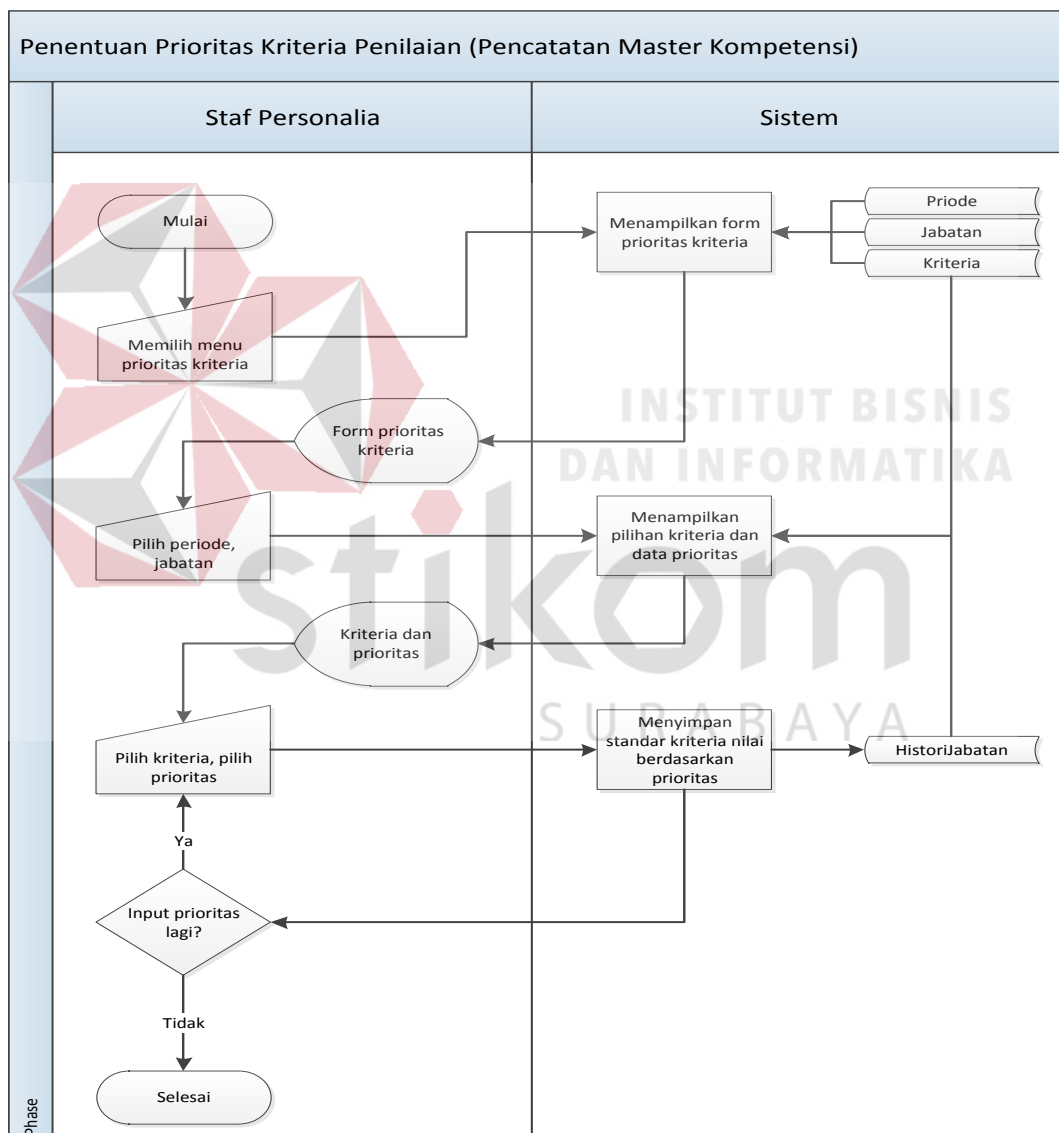 Penentuan Prioritas Kriteria Penilaian (Pencatatan Master Kompetensi)
Staf Personalia
Sistem
Mulai
Menampilkan form
prioritas kriteria
Priode
Jabatan
Kriteria
Memilih menu
prioritas kriteria
Form prioritas
kriteria
INSTITUT BISNIS
DAN INFORMATIKA
Pilih periode,
jabatan
Menampilkan
pilihan kriteria dan
data prioritas
stikom
SURABAYA
Kriteria dan
prioritas
Pilih kriteria, pilih
prioritas
Menyimpan
standar kriteria nilai
berdasarkan
prioritas
HistoriJabatan
Ya
Input prioritas
lagi?
Tidak
Selesai
Phase